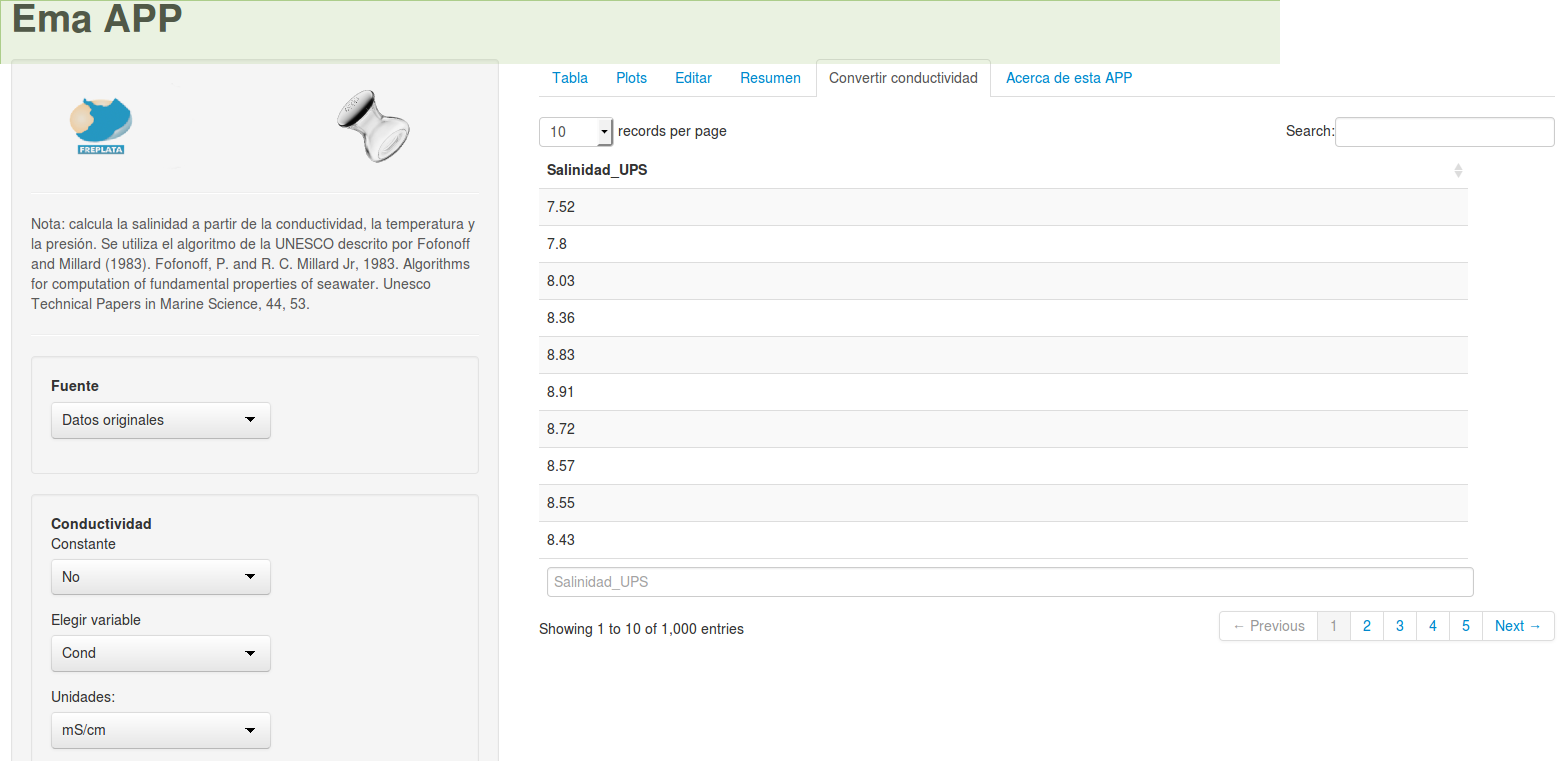 Ema APP
FREPLATA
Nota: calcula la salinidad a partir de la conductividad, la temperatura y
la presión. Se utiliza el algoritmo de la UNESCO descrito por Fofonoff
and Millard (1983). Fofonoff, P. and R. C. Millard Jr, 1983. Algorithms
for computation of fundamental properties of seawater. Unesco
Technical Papers in Marine Science, 44, 53.
Fuente
Datos originales
Conductividad
Constante
No
Elegir variable
Cond
Unidades:
mS/cm
Tabla Plots Editar Resumen Convertir conductividad Acerca de esta APP
10 records per page Search:
Salinidad_UPS
7.52
7.8
8.03
8.36
8.83
8.91
8.72
8.57
8.55
8.43
Salinidad_UPS
Showing 1 to 10 of 1,000 entries ← Previous 1 2 3 4 5 Next →